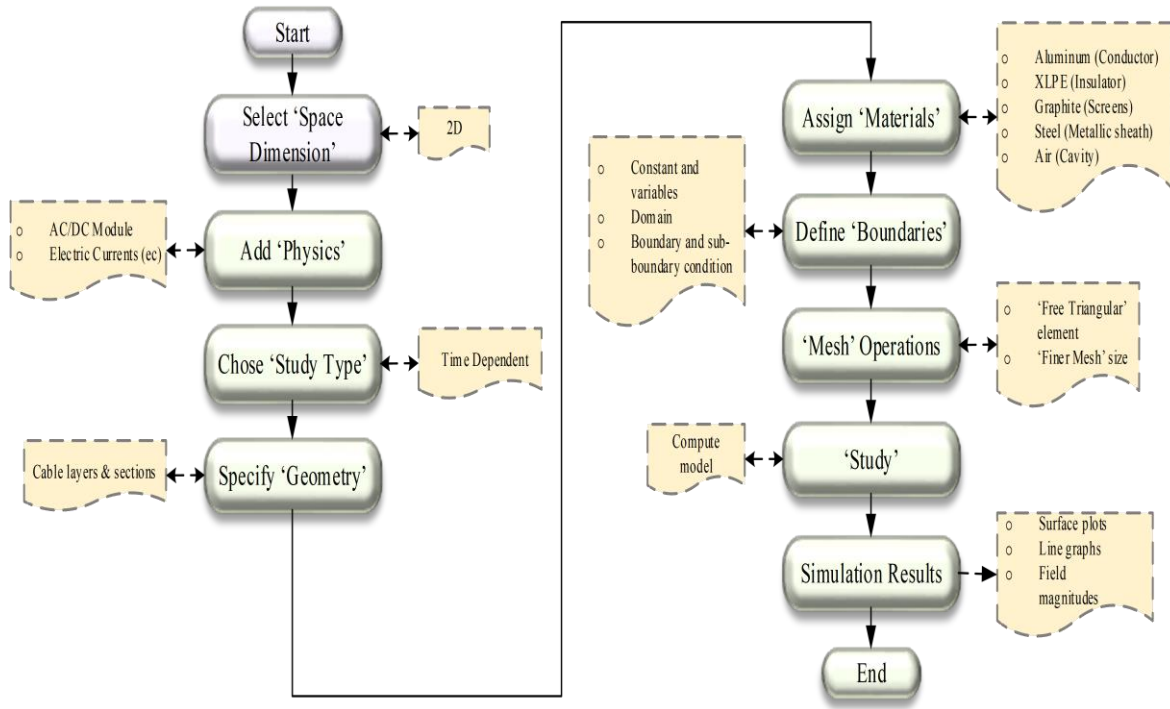 Start
Select ‘Space
Dimension’
2D
Add ‘Physics’
○ AC/DC Module
○ Electric Currents (ec)
Chose ‘Study Type’
Time Dependent
Specify ‘Geometry’
Cable layers & sections
Assign ‘Materials’
○ Aluminum (Conductor)
○ XLPE (Insulator)
○ Graphite (Screens)
○ Steel (Metallic sheath)
○ Air (Cavity)
Define ‘Boundaries’
○ Constant and
variables
○ Domain
○ Boundary and sub-
boundary condition
‘Mesh’ Operations
○ ‘Free Triangular’
element
○ ‘Finer Mesh’ size
‘Study’
Compute
model
Simulation Results
○ Surface plots
○ Line graphs
○ Field
magnitudes
End